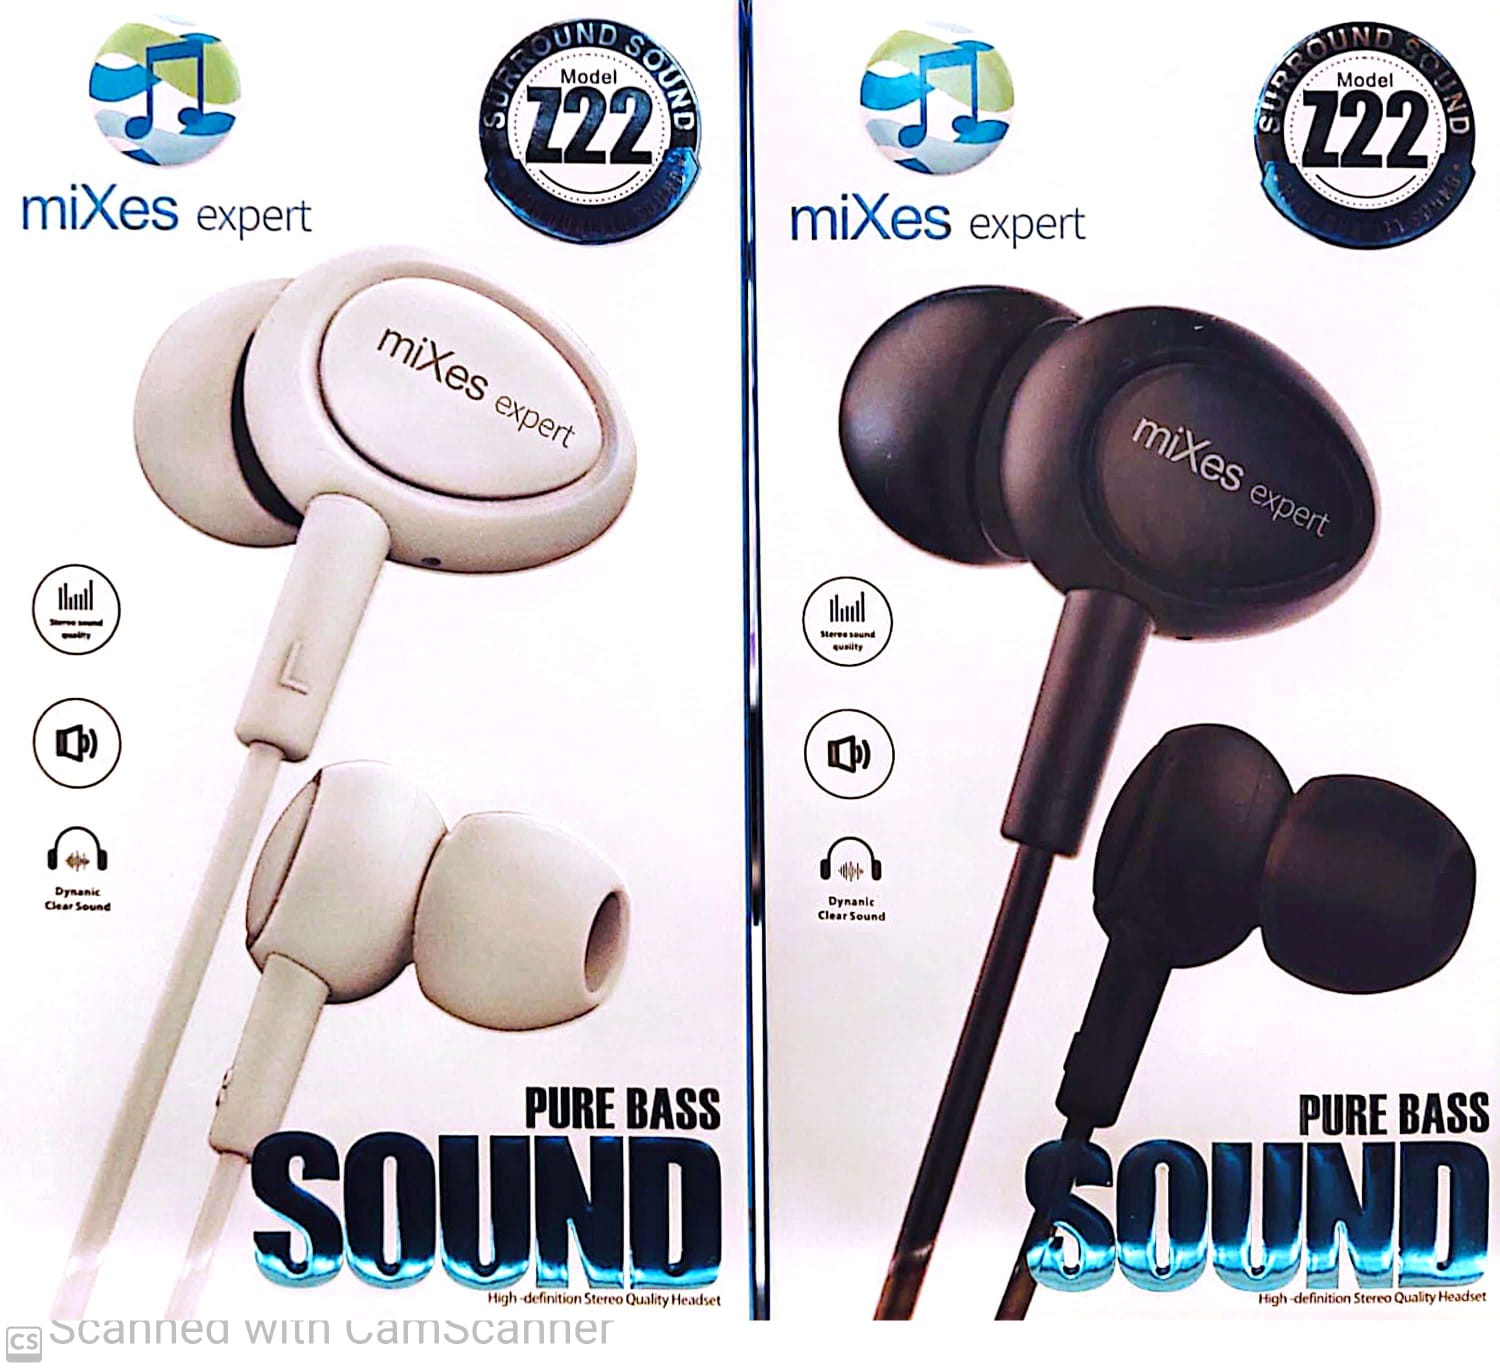 SURROUND SOUND
Model
Z22
miXes expert
miXes expert
Stereo sound
quality
L
Dynanic
Clear Sound
PURE BASS
SOUND
High -definition Stereo Quality Headset
SURROUND SOUND
Model
Z22
miXes expert
miXes expert
Stereo sound
quality
Dynanic
Clear Sound
PURE BASS
SOUND
High -definition Stereo Quality Headset
CS Scanned with CamScanner